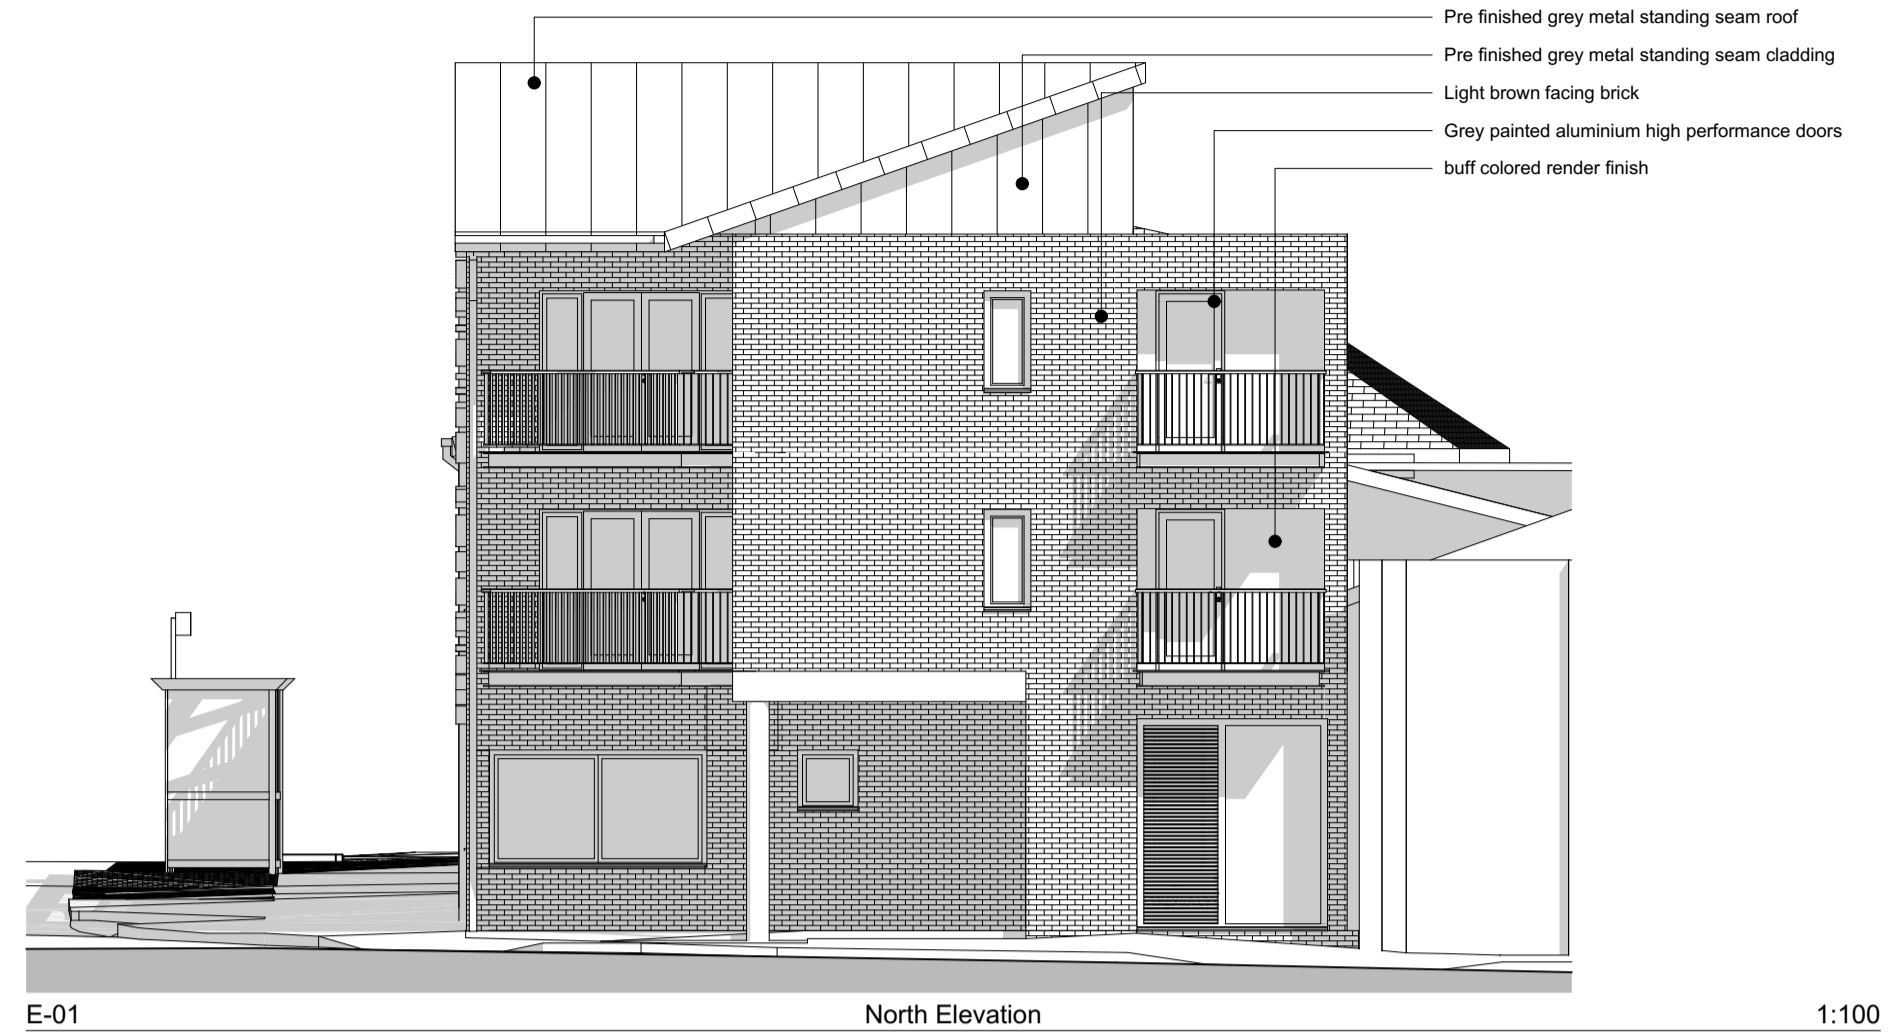 Pre finished grey metal standing seam roof
Pre finished grey metal standing seam cladding
Light brown facing brick
Grey painted aluminium high performance doors
buff colored render finish
E-01 North Elevation 1:100